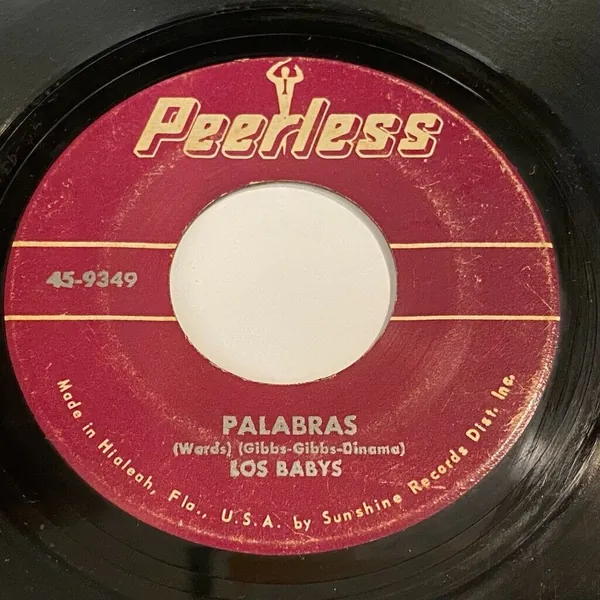 Peerless
45-9349
PALABRAS
(Words) (Gibbs-Gibbs-Dinama)
LOS BABYS
Made in Hialeah, Fla., U.S.A. by Sunshine Records Dist. Inc.